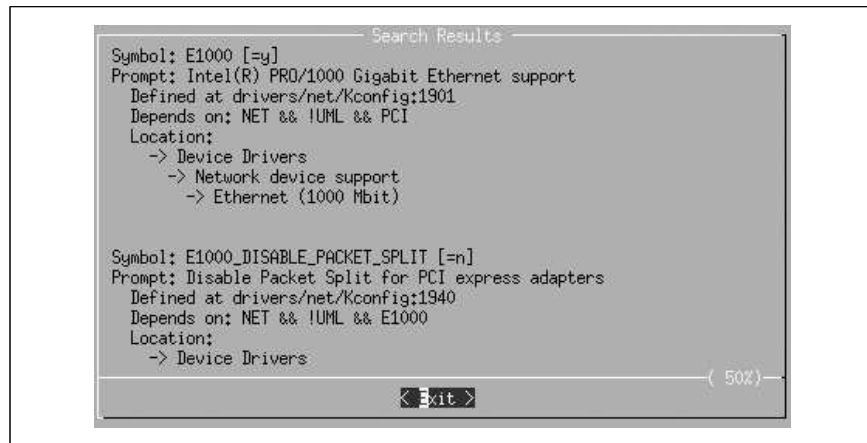 Search Results
Symbol: E1000 [=y]
Prompt: Intel(R) PRO/1000 Gigabit Ethernet support
Defined at drivers/net/Kconfig:1901
Depends on: NET && !UML && PCI
Location:
-> Device Drivers
-> Network device support
-> Ethernet (1000 Mbit)
Symbol: E1000_DISABLE_PACKET_SPLIT [=n]
Prompt: Disable Packet Split for PCI express adapters
Defined at drivers/net/Kconfig:1940
Depends on: NET && !UML && E1000
Location:
-> Device Drivers
( 50%)
< Exit >